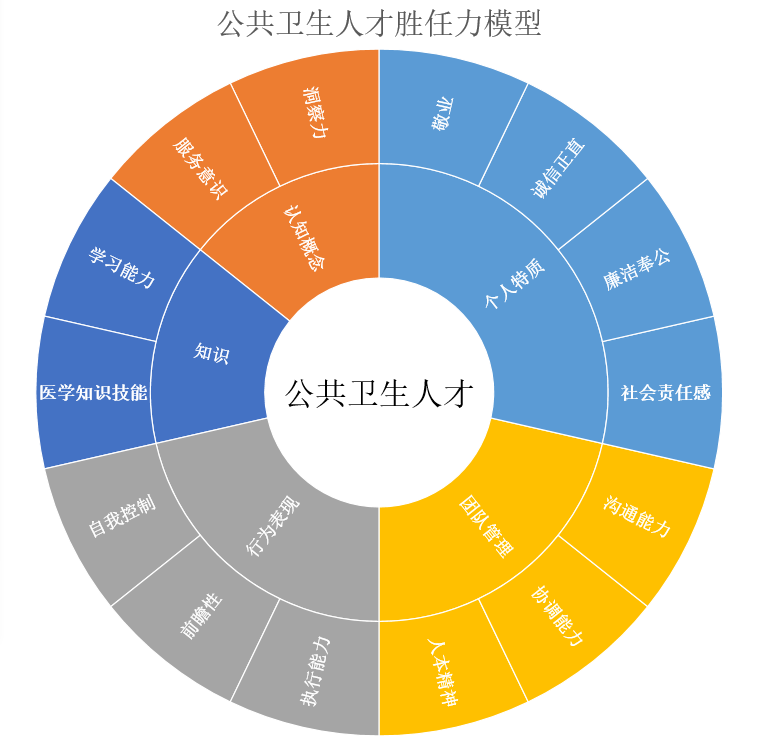 公共卫生人才胜任力模型
公共卫生人才
个人特质
敬业
诚信正直
廉洁奉公
社会责任感
团队管理
沟通能力
协调能力
人本精神
行为表现
执行能力
前瞻性
自我控制
知识
医学知识技能
学习能力
认知概念
服务意识
洞察力